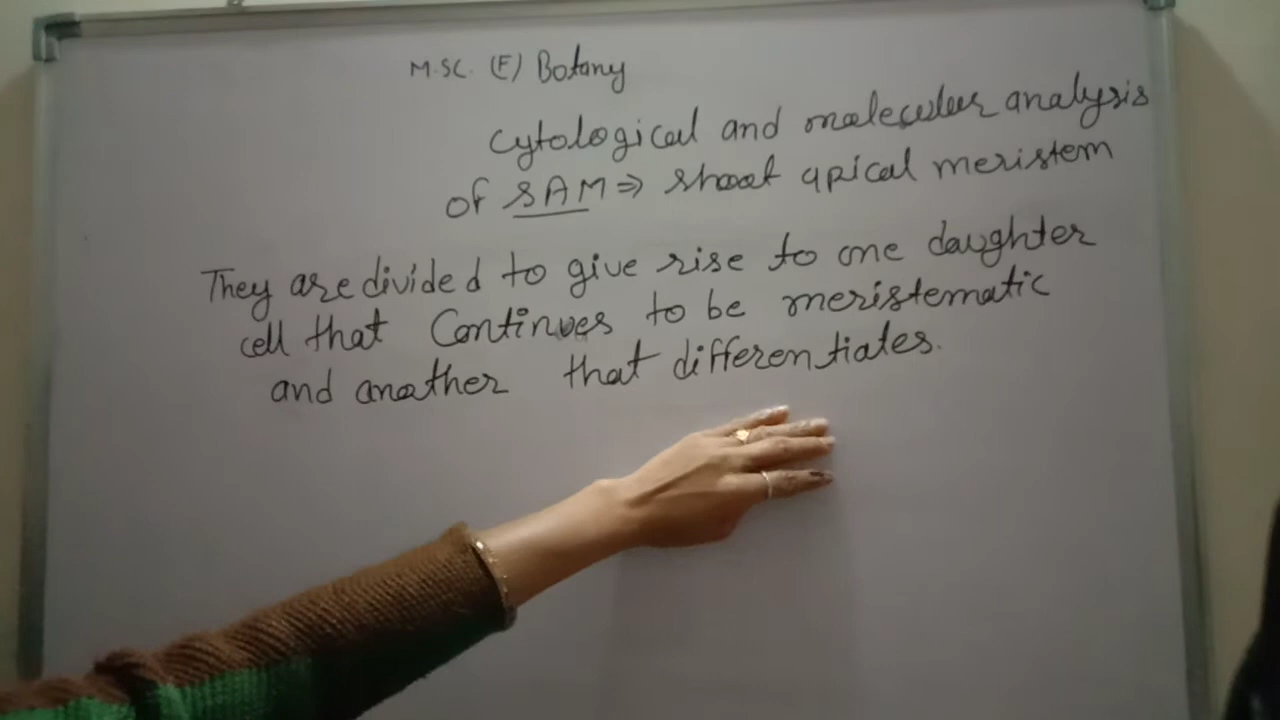 M.SC. (F) Botany
Cytological and molecular analysis
of SAM ⇒ shoot apical meristem
They are divided to give rise to one daughter
cell that Continues to be meristematic
and another that differentiates.